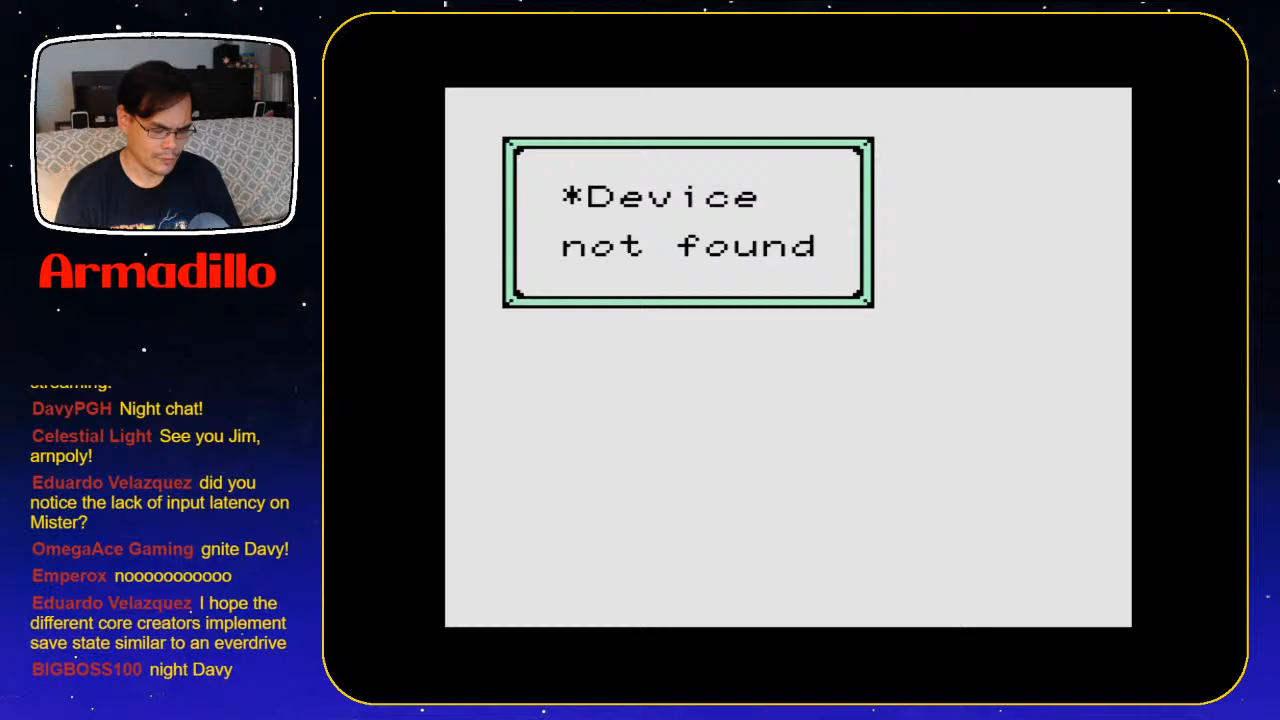 Armadillo
streaming!
DavyPGH Night chat!
Celestial Light See you Jim,
arnpoly!
Eduardo Velazquez did you
notice the lack of input latency on
Mister?
OmegaAce Gaming gnite Davy!
Emperox nooooooooooo
Eduardo Velazquez I hope the
different core creators implement
save state similar to an everdrive
BIGBOSS100 night Davy
*Device
not found